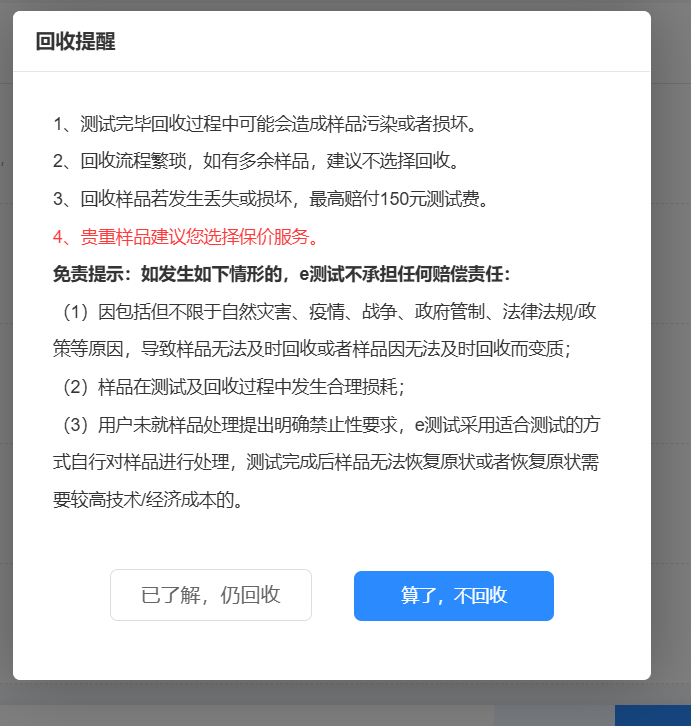 回收提醒
1、测试完毕回收过程中可能会造成样品污染或者损坏。
2、回收流程繁琐，如有多余样品，建议不选择回收。
3、回收样品若发生丢失或损坏，最高赔付150元测试费。
4、贵重样品建议您选择保价服务。
免责提示：如发生如下情形的，e测试不承担任何赔偿责任：
（1）因包括但不限于自然灾害、疫情、战争、政府管制、法律法规/政
策等原因，导致样品无法及时回收或者样品因无法及时回收而变质；
（2）样品在测试及回收过程中发生合理损耗；
（3）用户未就样品处理提出明确禁止性要求，e测试采用适合测试的方
式自行对样品进行处理，测试完成后样品无法恢复原状或者恢复原状需
要较高技术/经济成本的。
已了解，仍回收
算了，不回收